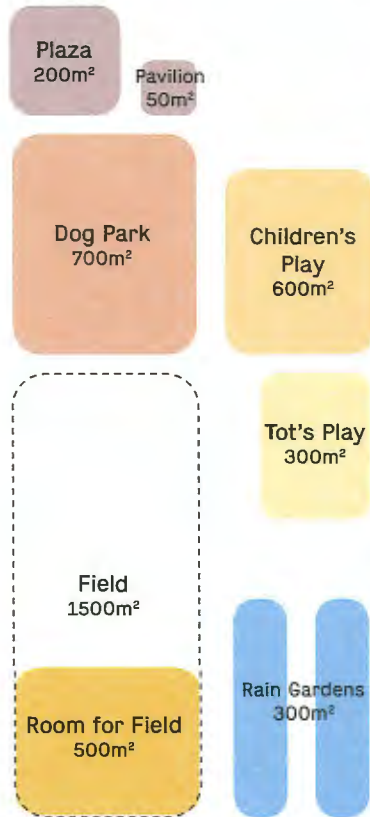 Plaza
200m²
Pavilion
50m²
Dog Park
700m²
Children's
Play
600m²
Tot's Play
300m²
Field
1500m²
Room for Field
500m²
Rain Gardens
300m²